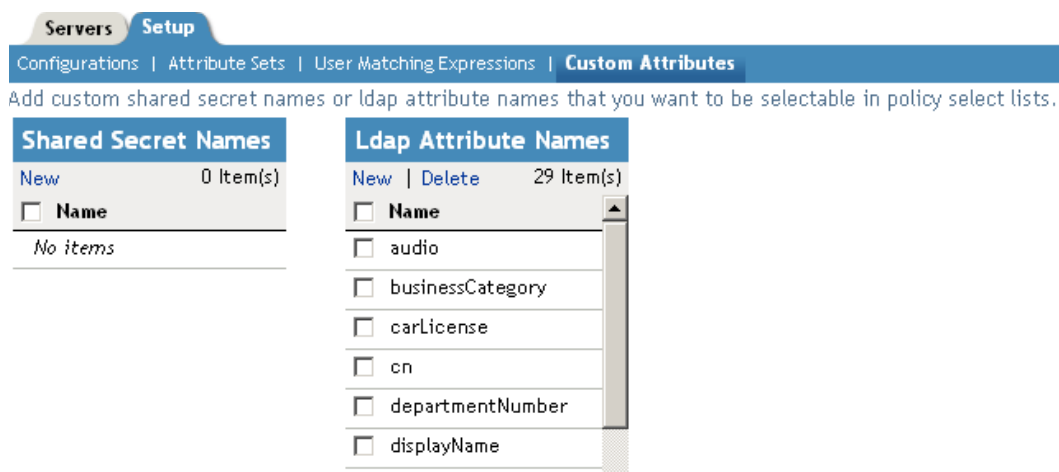 Servers Setup
Configurations | Attribute Sets | User Matching Expressions | Custom Attributes
Add custom shared secret names or ldap attribute names that you want to be selectable in policy select lists.
Shared Secret Names
New 0 Item(s)
Name
No items
Ldap Attribute Names
New | Delete 29 Item(s)
Name
audio
businessCategory
carLicense
cn
departmentNumber
displayName